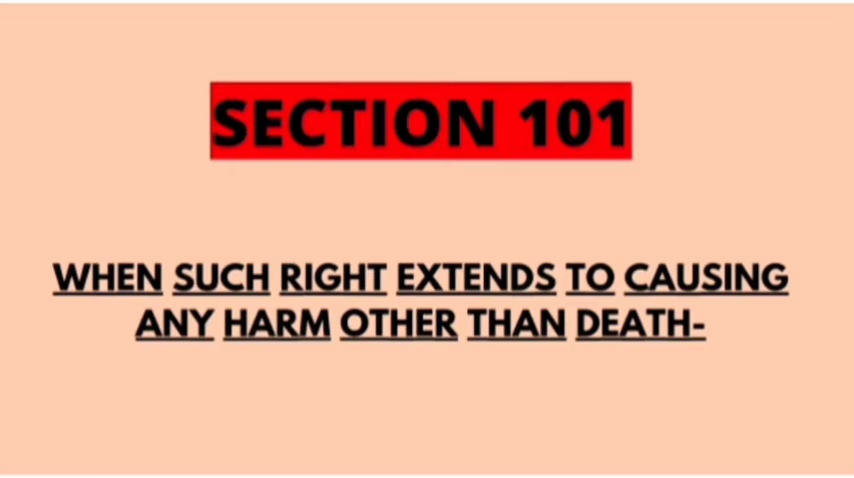 SECTION 101
WHEN SUCH RIGHT EXTENDS TO CAUSING
ANY HARM OTHER THAN DEATH-